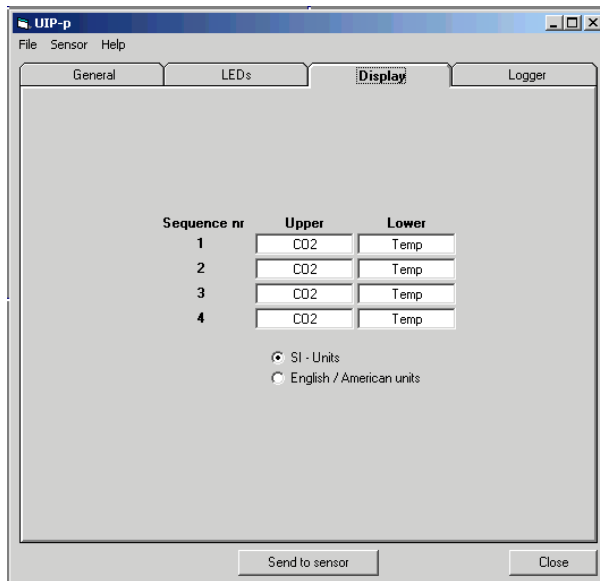 UIP-p
File Sensor Help
General LEDs Display Logger
Sequence nr Upper Lower
1 CO2 Temp
2 CO2 Temp
3 CO2 Temp
4 CO2 Temp
SI - Units
English / American units
Send to sensor Close